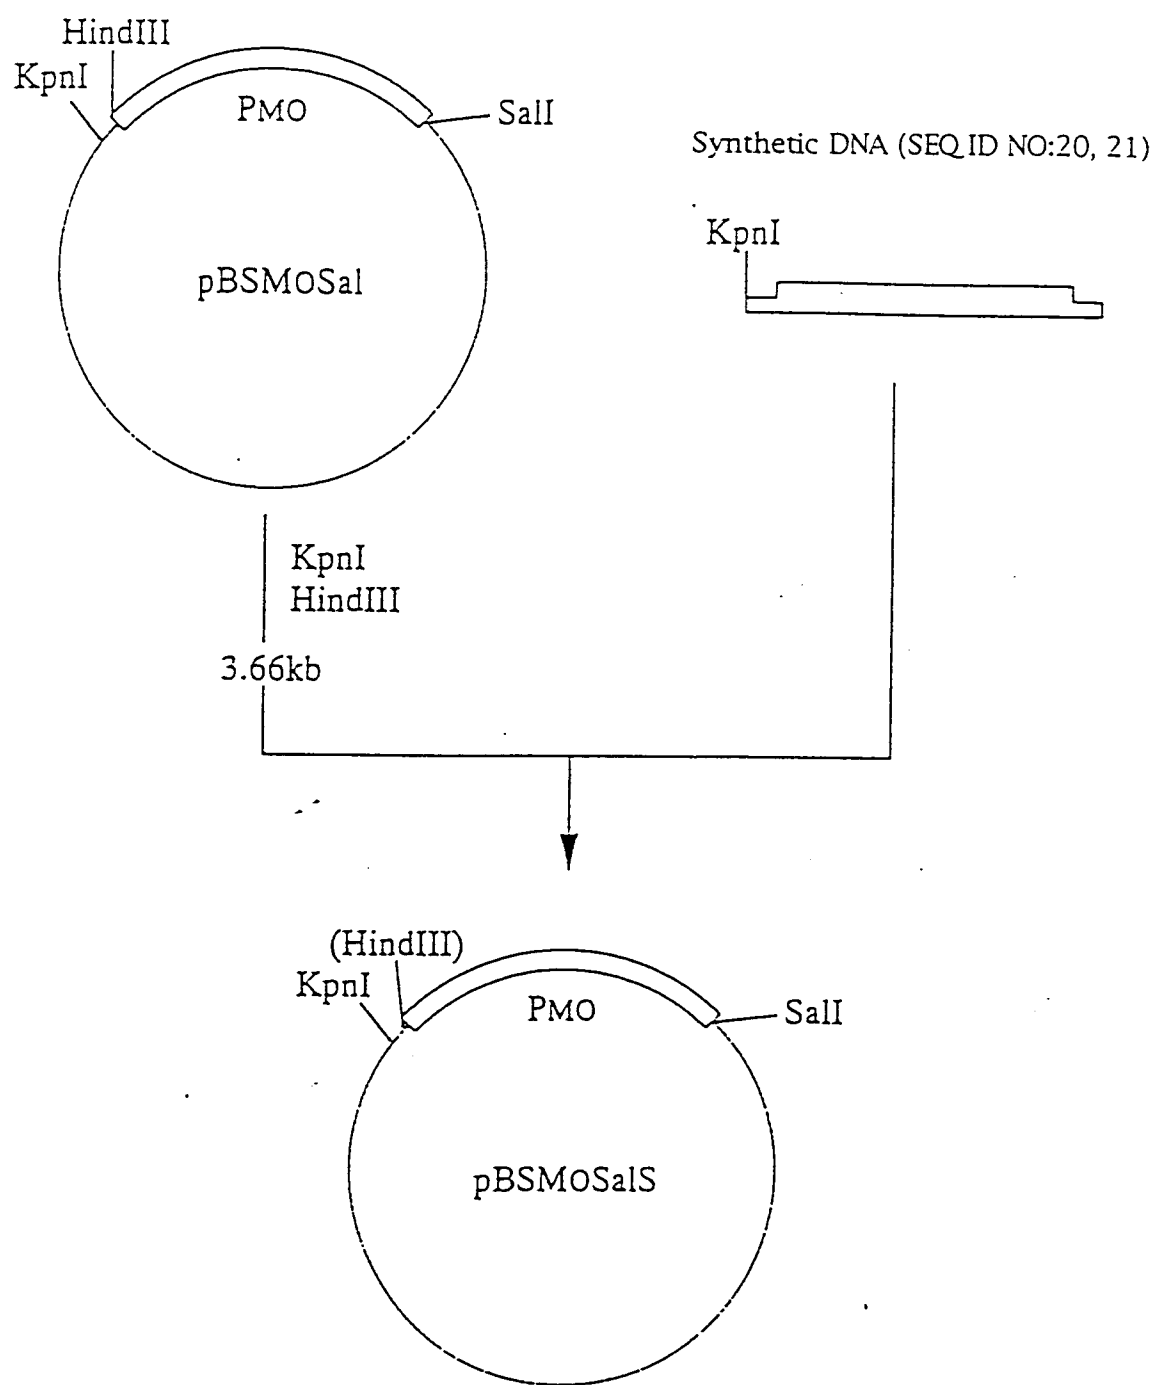 HindIII
KpnI
PMO
SalI
pBSMOSal
Synthetic DNA (SEQ ID NO:20, 21)
KpnI
KpnI
HindIII
3.66kb
(HindIII)
KpnI
PMO
SalI
pBSMOSalS